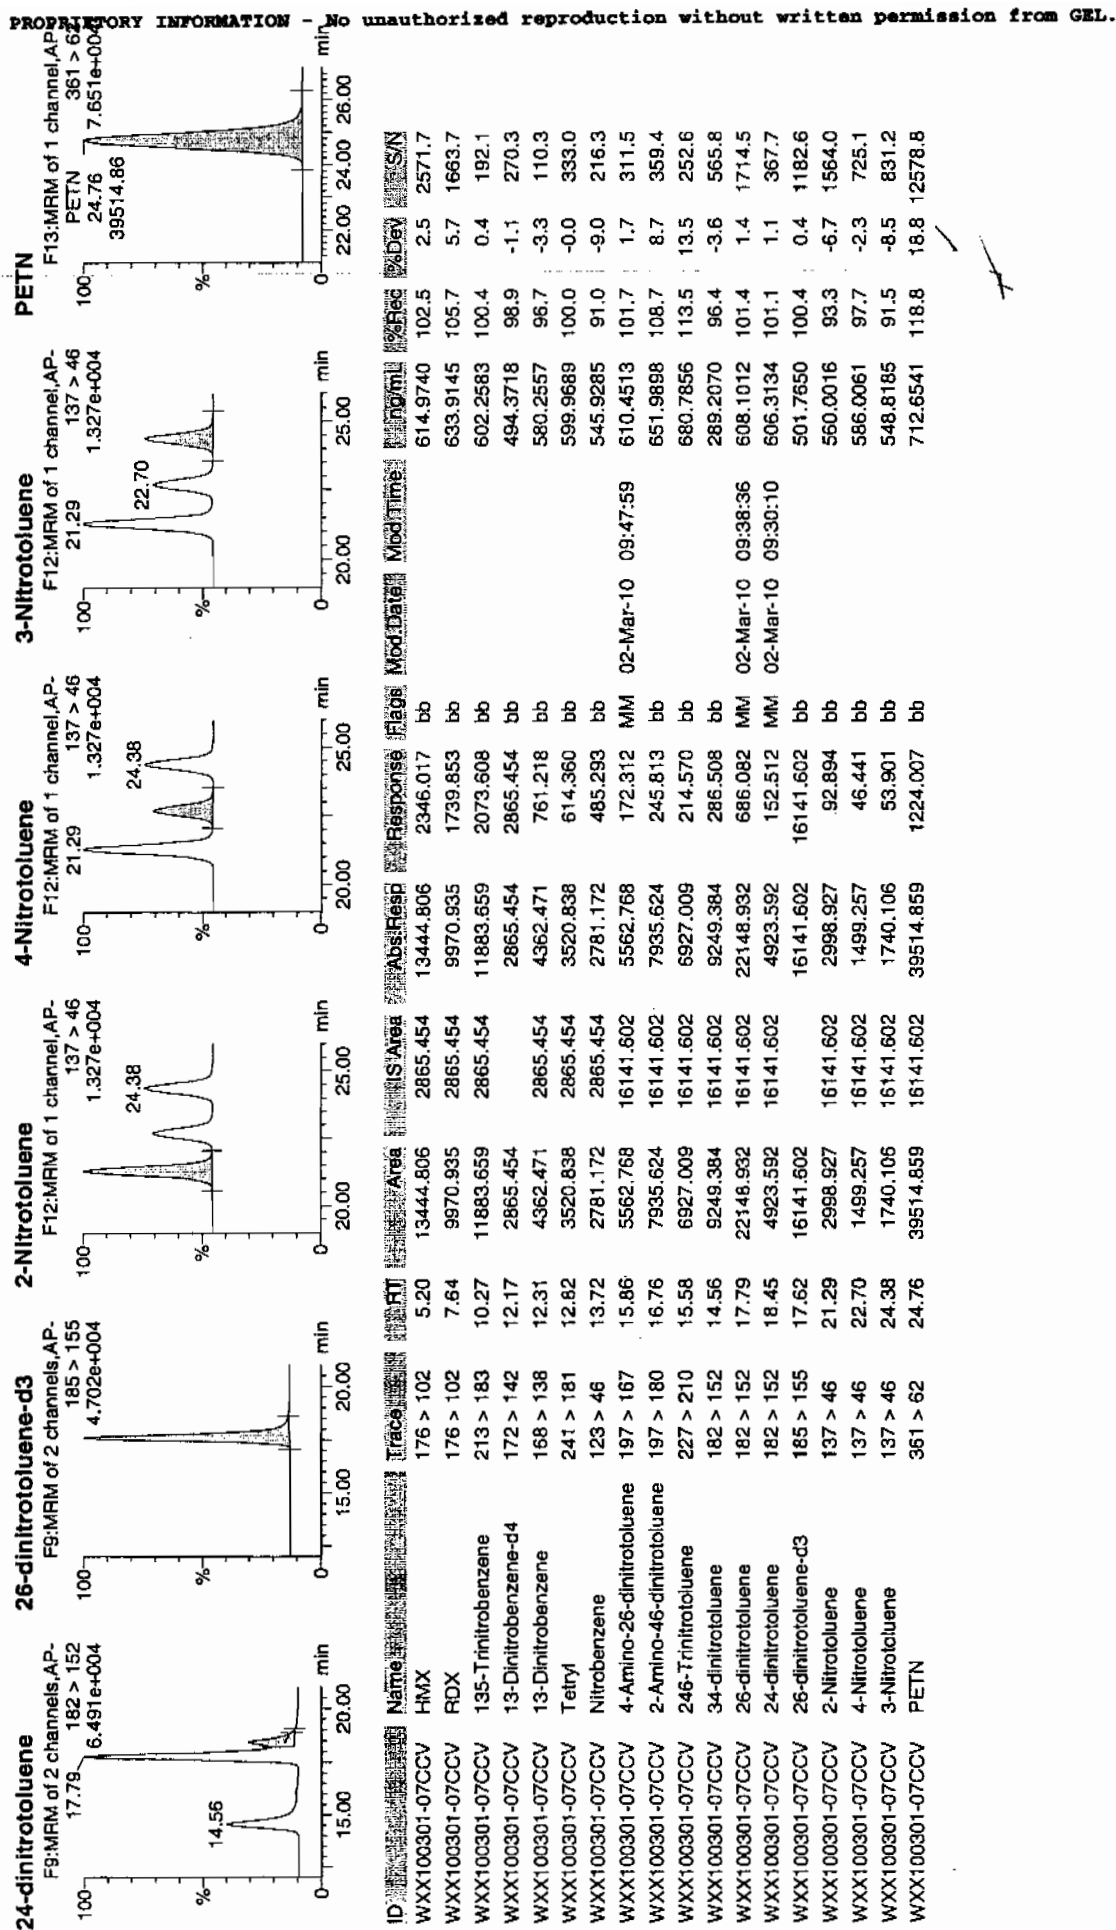 PROPRIETORY INFORMATION - No unauthorized reproduction without written permission from GEL.
24-dinitrotoluene
F9:MRM of 2 channels,AP-
182 > 152
6.491e+004
17.79
14.56
100
%
0
15.00
20.00
min
26-dinitrotoluene-d3
F9:MRM of 2 channels,AP-
185 > 155
4.702e+004
100
%
0
15.00
20.00
min
2-Nitrotoluene
F12:MRM of 1 channel,AP-
137 > 46
1.327e+004
24.38
100
%
0
20.00
25.00
min
4-Nitrotoluene
F12:MRM of 1 channel,AP-
137 > 46
1.327e+004
21.29
24.38
100
%
0
20.00
25.00
min
3-Nitrotoluene
F12:MRM of 1 channel,AP-
137 > 46
1.327e+004
21.29
22.70
100
%
0
20.00
25.00
min
PETN
F13:MRM of 1 channel,AP
361 > 62
7.651e+004
PETN
24.76
39514.86
100
%
0
22.00
24.00
26.00
min
ID Name Trace RT Area IS Area Abs.Resp Response Flags Mod.Date Mod.Time ng/mL %Rec %Dev S/N
WXX100301-07CCV HMX 176 > 102 5.20 13444.806 2865.454 13444.806 2346.017 bb 614.9740 102.5 2.5 2571.7
WXX100301-07CCV RDX 176 > 102 7.64 9970.935 2865.454 9970.935 1739.853 bb 633.9145 105.7 5.7 1663.7
WXX100301-07CCV 135-Trinitrobenzene 213 > 183 10.27 11883.659 2865.454 11883.659 2073.608 bb 602.2583 100.4 0.4 192.1
WXX100301-07CCV 13-Dinitrobenzene-d4 172 > 142 12.17 2865.454 2865.454 2865.454 bb 494.3718 98.9 -1.1 270.3
WXX100301-07CCV 13-Dinitrobenzene 168 > 138 12.31 4362.471 2865.454 4362.471 761.218 bb 580.2557 96.7 -3.3 110.3
WXX100301-07CCV Tetryl 241 > 181 12.82 3520.838 2865.454 3520.838 614.360 bb 599.9689 100.0 -0.0 333.0
WXX100301-07CCV Nitrobenzene 123 > 46 13.72 2781.172 2865.454 2781.172 485.293 bb 545.9285 91.0 -9.0 216.3
WXX100301-07CCV 4-Amino-26-dinitrotoluene 197 > 167 15.86 5562.768 16141.602 5562.768 172.312 MM 02-Mar-10 09:47:59 610.4513 101.7 1.7 311.5
WXX100301-07CCV 2-Amino-46-dinitrotoluene 197 > 180 16.76 7935.624 16141.602 7935.624 245.813 bb 651.9898 108.7 8.7 359.4
WXX100301-07CCV 246-Trinitrotoluene 227 > 210 15.58 6927.009 16141.602 6927.009 214.570 bb 680.7856 113.5 13.5 252.6
WXX100301-07CCV 34-dinitrotoluene 182 > 152 14.56 9249.384 16141.602 9249.384 286.508 bb 289.2070 96.4 -3.6 565.8
WXX100301-07CCV 26-dinitrotoluene 182 > 152 17.79 22148.932 16141.602 22148.932 686.082 MM 02-Mar-10 09:38:36 608.1012 101.4 1.4 1714.5
WXX100301-07CCV 24-dinitrotoluene 182 > 152 18.45 4923.592 16141.602 4923.592 152.512 MM 02-Mar-10 09:30:10 606.3134 101.1 1.1 367.7
WXX100301-07CCV 26-dinitrotoluene-d3 185 > 155 17.62 16141.602 16141.602 16141.602 bb 501.7650 100.4 0.4 1182.6
WXX100301-07CCV 2-Nitrotoluene 137 > 46 21.29 2998.927 16141.602 2998.927 92.894 bb 560.0016 93.3 -6.7 1564.0
WXX100301-07CCV 4-Nitrotoluene 137 > 46 22.70 1499.257 16141.602 1499.257 46.441 bb 586.0061 97.7 -2.3 725.1
WXX100301-07CCV 3-Nitrotoluene 137 > 46 24.38 1740.106 16141.602 1740.106 53.901 bb 548.8185 91.5 -8.5 831.2
WXX100301-07CCV PETN 361 > 62 24.76 39514.859 16141.602 39514.859 1224.007 bb 712.6541 118.8 18.8 12578.8